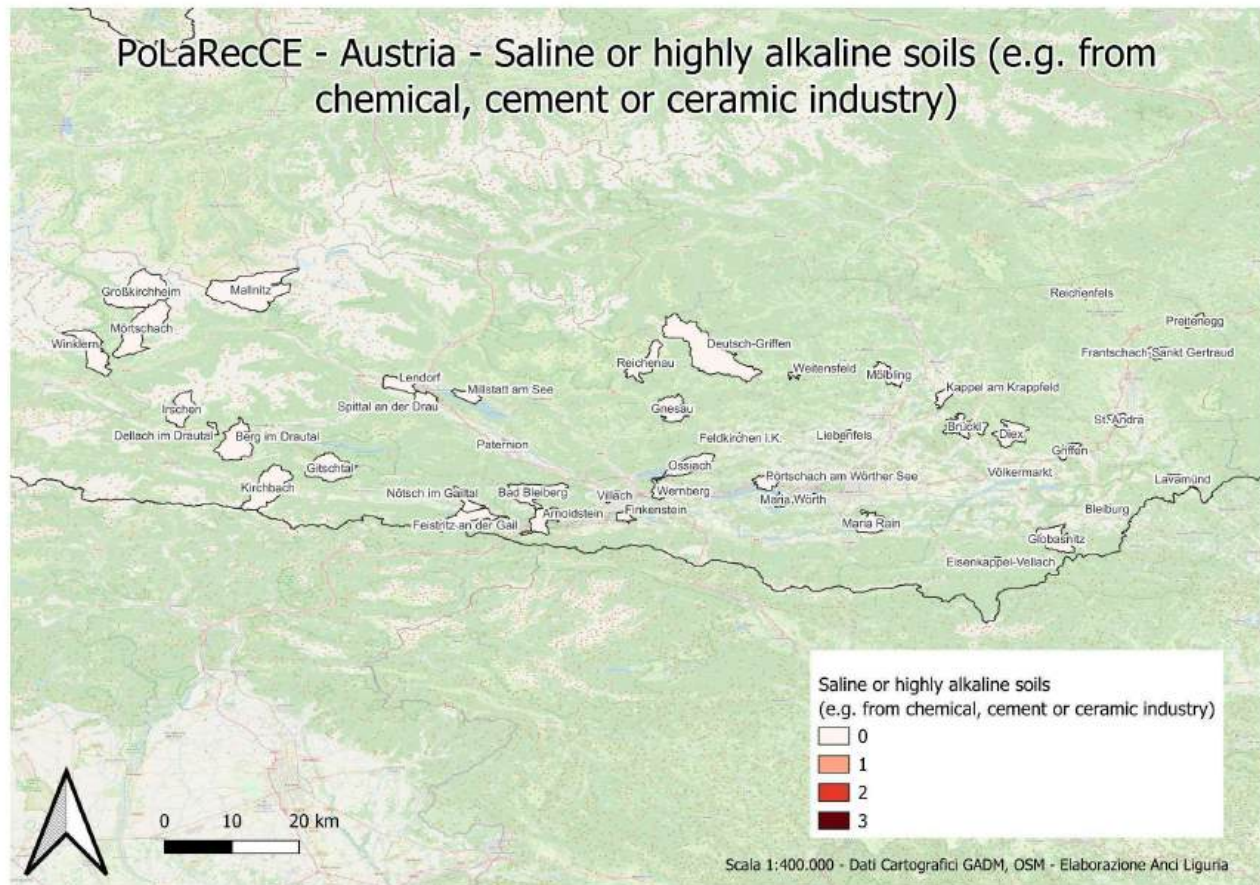 PoLaRecCE - Austria - Saline or highly alkaline soils (e.g. from
chemical, cement or ceramic industry)
Reichenfels
Großkirchheim
Mallnitz
Preitenegg
Mörtschach
Winklern
Deutsch-Griffen
Frantschach-Sankt Gertraud
Reichenau
Weitensfeld
Mölbling
Lendorf
Millstatt am See
Kappel am Krappfeld
Spittal an der Drau
Irschen
Gnesau
St. Andrä
Brückl
Diex
Dellach im Drautal
Berg im Drautal
Paternion
Feldkirchen i.K.
Liebenfels
Griffen
Gitschtal
Ossiach
Pörtschach am Wörther See
Völkermarkt
Lavamünd
Kirchbach
Nötsch im Gailtal
Bad Bleiberg
Villach
Wernberg
Maria Wörth
Bleiburg
Feistritz an der Gail
Arnoldstein
Finkenstein
Maria Rain
Globasnitz
Eisenkappel-Vellach
Saline or highly alkaline soils
(e.g. from chemical, cement or ceramic industry)
0
1
2
3
0 10 20 km
Scala 1:400.000 - Dati Cartografici GADM, OSM - Elaborazione Anci Liguria